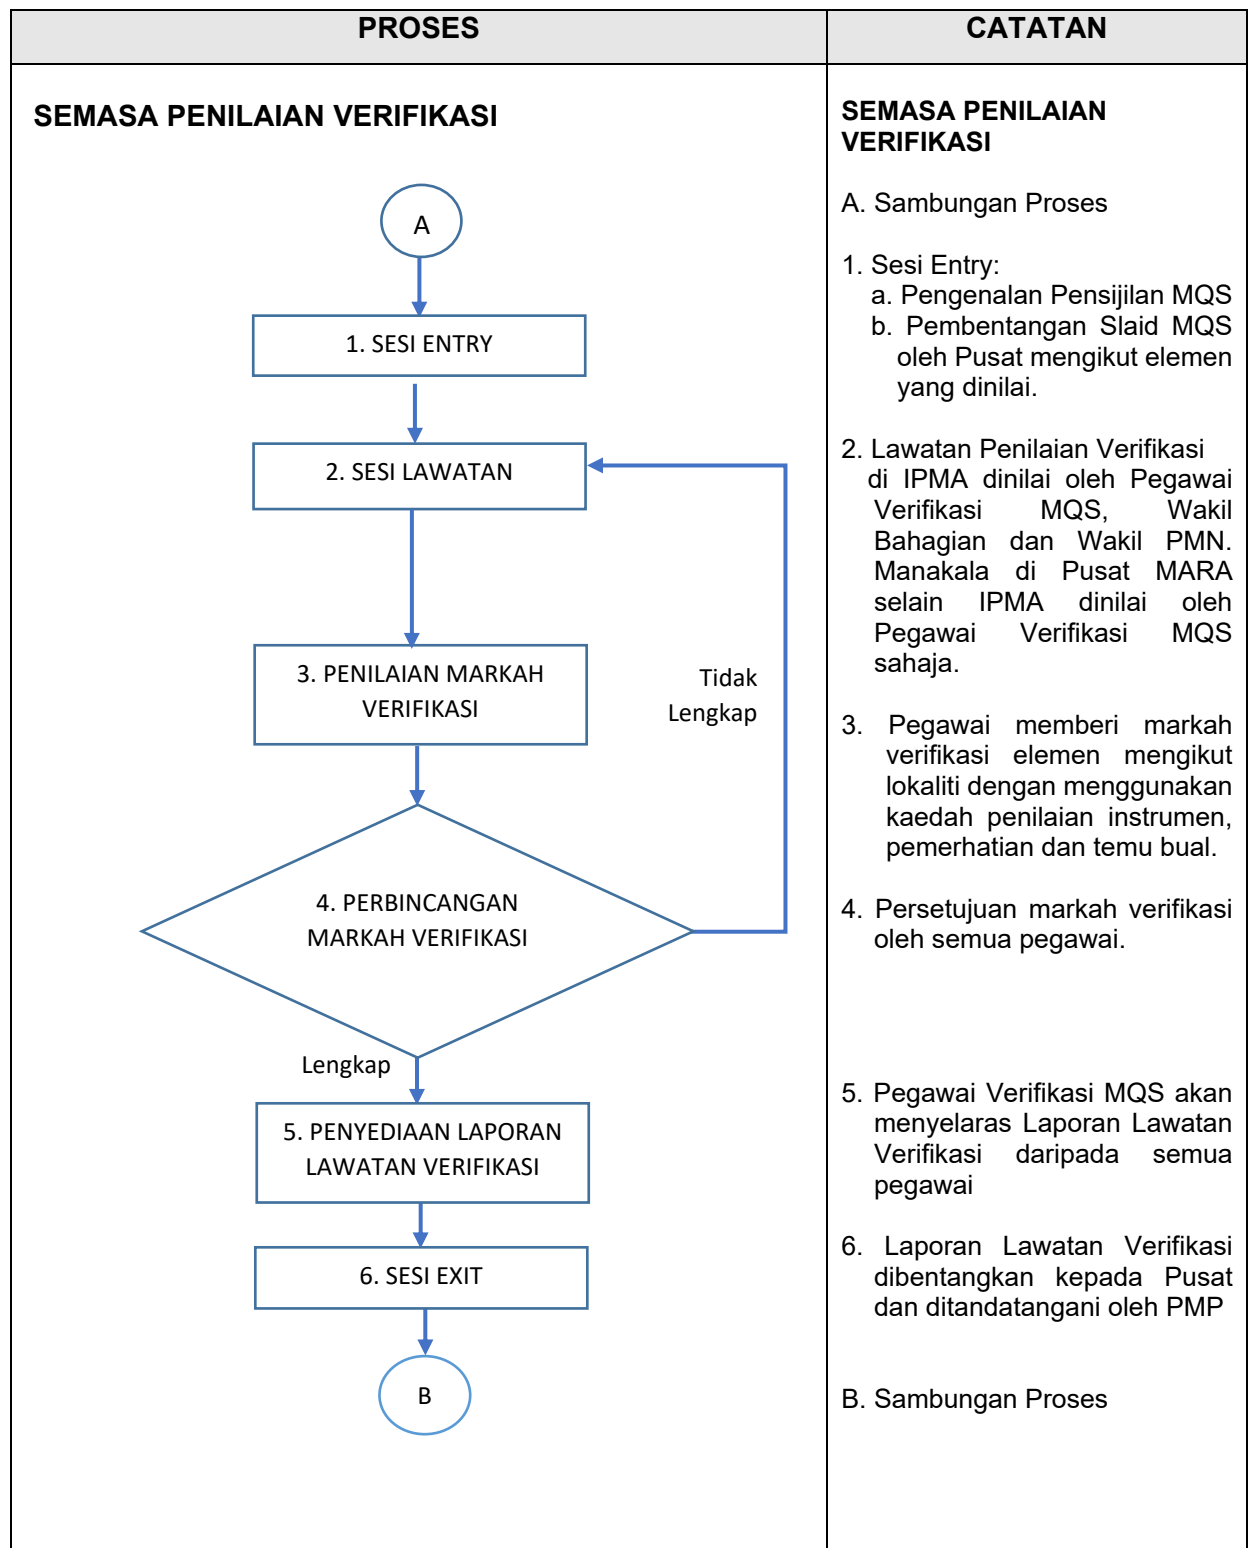 PROSES
CATATAN
SEMASA PENILAIAN VERIFIKASI
A
1. SESI ENTRY
2. SESI LAWATAN
3. PENILAIAN MARKAH
VERIFIKASI
Tidak
Lengkap
4. PERBINCANGAN
MARKAH VERIFIKASI
Lengkap
5. PENYEDIAAN LAPORAN
LAWATAN VERIFIKASI
6. SESI EXIT
B
SEMASA PENILAIAN
VERIFIKASI
A. Sambungan Proses
1. Sesi Entry:
a. Pengenalan Pensijilan MQS
b. Pembentangan Slaid MQS
oleh Pusat mengikut elemen
yang dinilai.
2. Lawatan Penilaian Verifikasi
di IPMA dinilai oleh Pegawai
Verifikasi MQS, Wakil
Bahagian dan Wakil PMN.
Manakala di Pusat MARA
selain IPMA dinilai oleh
Pegawai Verifikasi MQS
sahaja.
3. Pegawai memberi markah
verifikasi elemen mengikut
lokaliti dengan menggunakan
kaedah penilaian instrumen,
pemerhatian dan temu bual.
4. Persetujuan markah verifikasi
oleh semua pegawai.
5. Pegawai Verifikasi MQS akan
menyelaras Laporan Lawatan
Verifikasi daripada semua
pegawai
6. Laporan Lawatan Verifikasi
dibentangkan kepada Pusat
dan ditandatangani oleh PMP
B. Sambungan Proses